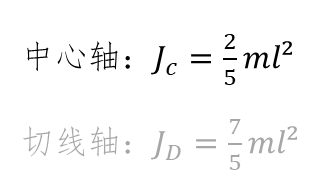 中心轴：J_c = 2/5 ml²
切线轴：J_D = 7/5 ml²